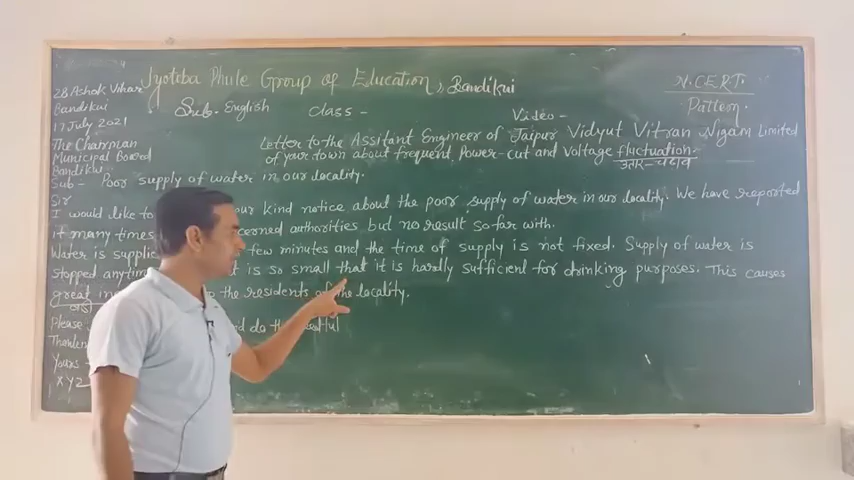 Jyotiba Phule Group of Education, Bandikui
N.C.E.R.T.
Sub. English Class - Video -
Pattern
28 Ashok Vihar
Bandikui
17 July 2021
The Chairman
Municipal Board
Bandikui
Letter to the Assitant Engineer of Jaipur Vidyut Vitran Nigam Limited
of your town about frequent Power-cut and Voltage fluctuation.
उतार-चढाव
Sub - Poor supply of water in our locality.
Sir
I would like to our kind notice about the poor supply of water in our locality. We have reported
it many times concerned authorities but no result so far with.
Water is supplie few minutes and the time of supply is not fixed. Supply of water is
stopped anytime t is so small that it is hardly sufficient for drinking purposes. This causes
great in the residents of the locality.
Please do the
Yours
XYZ